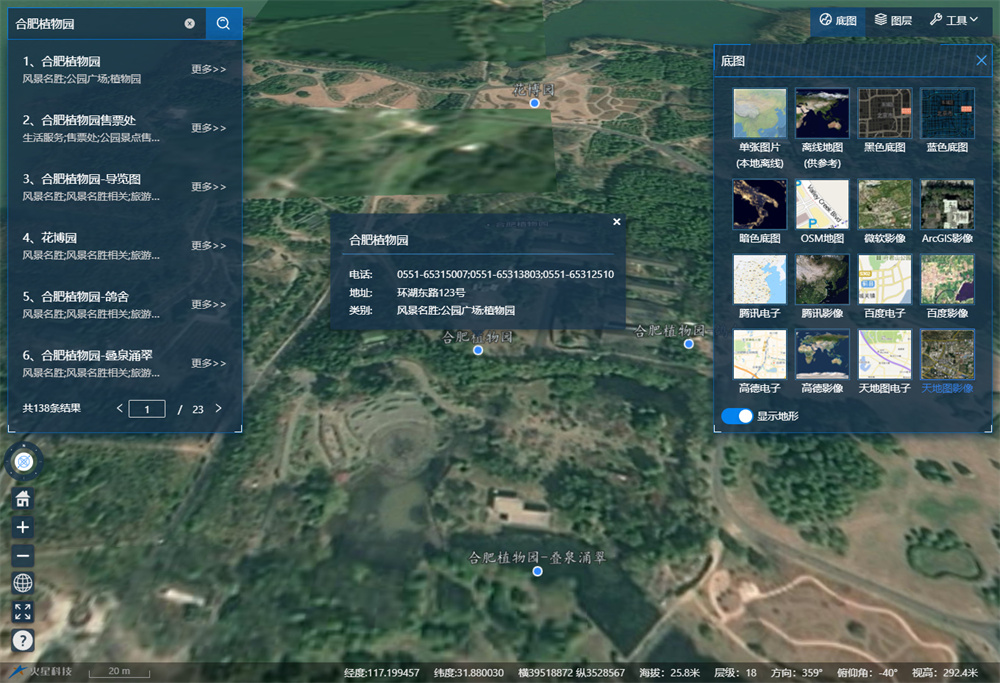 合肥植物园
1、合肥植物园
风景名胜;公园广场;植物园
更多>>
2、合肥植物园售票处
生活服务;售票处;公园景点售...
更多>>
3、合肥植物园-导览图
风景名胜;风景名胜相关;旅游...
更多>>
4、花博园
风景名胜;风景名胜相关;旅游...
更多>>
5、合肥植物园-鸽舍
风景名胜;风景名胜相关;旅游...
更多>>
6、合肥植物园-叠泉涌翠
风景名胜;风景名胜相关;旅游...
更多>>
共138条结果
1 / 23
底图 图层 工具
底图
单张图片 离线地图 黑色底图 蓝色底图
(本地离线) (供参考)
暗色底图 OSM地图 微软影像 ArcGIS影像
腾讯电子 腾讯影像 百度电子 百度影像
高德电子 高德影像 天地图电子 天地图影像
显示地形
花博园
合肥植物园
电话: 0551-65315007;0551-65313803;0551-65312510
地址: 环湖东路123号
类别: 风景名胜;公园广场;植物园
合肥植物园
合肥植物园
合肥植物园-叠泉涌翠
火星科技
20 m
经度:117.199457 纬度:31.880030 横39518872 纵3528567 海拔: 25.8米 层级: 18 方向: 359° 俯仰角: -40° 视高: 292.4米